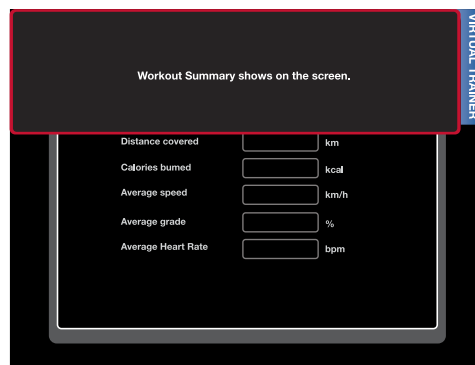 Workout Summary shows on the screen.
VIRTUAL TRAINER
Distance covered km
Calories burned kcal
Average speed km/h
Average grade %
Average Heart Rate bpm